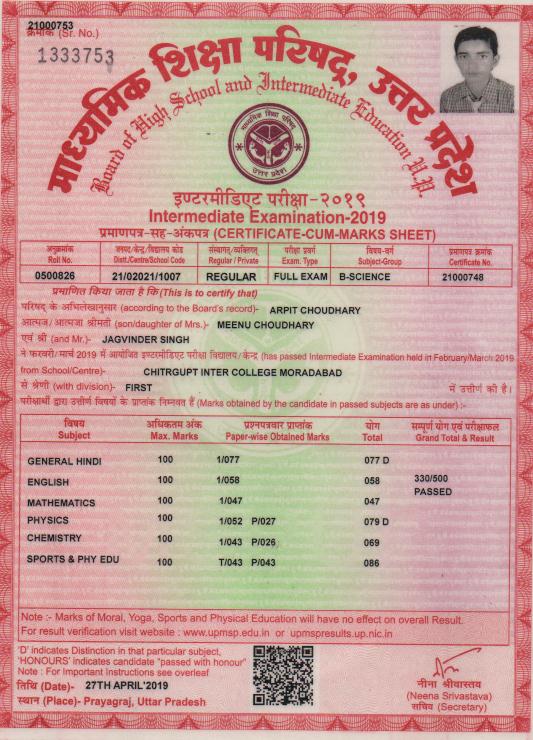 21000753
क्रमांक (Sr. No.)
1333753
माध्यमिक शिक्षा परिषद्, उत्तर प्रदेश
Board of High School and Intermediate Education U.P.
माध्यमिक शिक्षा परिषद
उत्तर प्रदेश
इण्टरमीडिएट परीक्षा-२०१९
Intermediate Examination-2019
प्रमाणपत्र-सह-अंकपत्र (CERTIFICATE-CUM-MARKS SHEET)
अनुक्रमांक जनपद/केन्द्र/विद्यालय कोड संस्थागत/व्यक्तिगत परीक्षा प्रवर्ग विषय-वर्ग प्रमाणपत्र क्रमांक
Roll No. Distt./Centre/School Code Regular / Private Exam. Type Subject-Group Certificate No.
0500826 21/02021/1007 REGULAR FULL EXAM B-SCIENCE 21000748
प्रमाणित किया जाता है कि (This is to certify that)
परिषद् के अभिलेखानुसार (according to the Board's record)- ARPIT CHOUDHARY
आत्मज/आत्मजा श्रीमती (son/daughter of Mrs.)- MEENU CHOUDHARY
एवं श्री (and Mr.)- JAGVINDER SINGH
ने फरवरी/मार्च 2019 में आयोजित इण्टरमीडिएट परीक्षा विद्यालय/केन्द्र (has passed Intermediate Examination held in February/March 2019
from School/Centre)- CHITRGUPT INTER COLLEGE MORADABAD
से श्रेणी (with division)- FIRST में उत्तीर्ण की है।
परीक्षार्थी द्वारा उत्तीर्ण विषयों के प्राप्तांक निम्नवत हैं (Marks obtained by the candidate in passed subjects are as under) :-
विषय अधिकतम अंक प्रश्नपत्रवार प्राप्तांक योग सम्पूर्ण योग एवं परीक्षाफल
Subject Max. Marks Paper-wise Obtained Marks Total Grand Total & Result
GENERAL HINDI 100 1/077 077 D
ENGLISH 100 1/058 058 330/500
PASSED
MATHEMATICS 100 1/047 047
PHYSICS 100 1/052 P/027 079 D
CHEMISTRY 100 1/043 P/026 069
SPORTS & PHY EDU 100 T/043 P/043 086
Note :- Marks of Moral, Yoga, Sports and Physical Education will have no effect on overall Result.
For result verification visit website : www.upmsp.edu.in or upmspresults.up.nic.in
'D' indicates Distinction in that particular subject,
'HONOURS' indicates candidate "passed with honour"
Note : For Important Instructions see overleaf
तिथि (Date)- 27TH APRIL'2019
स्थान (Place)- Prayagraj, Uttar Pradesh
नीना श्रीवास्तव
(Neena Srivastava)
सचिव (Secretary)